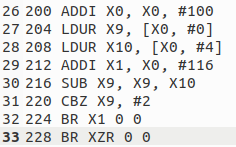 26 200 ADDI X0, X0, #100
27 204 LDUR X9, [X0, #0]
28 208 LDUR X10, [X0, #4]
29 212 ADDI X1, X0, #116
30 216 SUB X9, X9, X10
31 220 CBZ X9, #2
32 224 BR X1 0 0
33 228 BR XZR 0 0